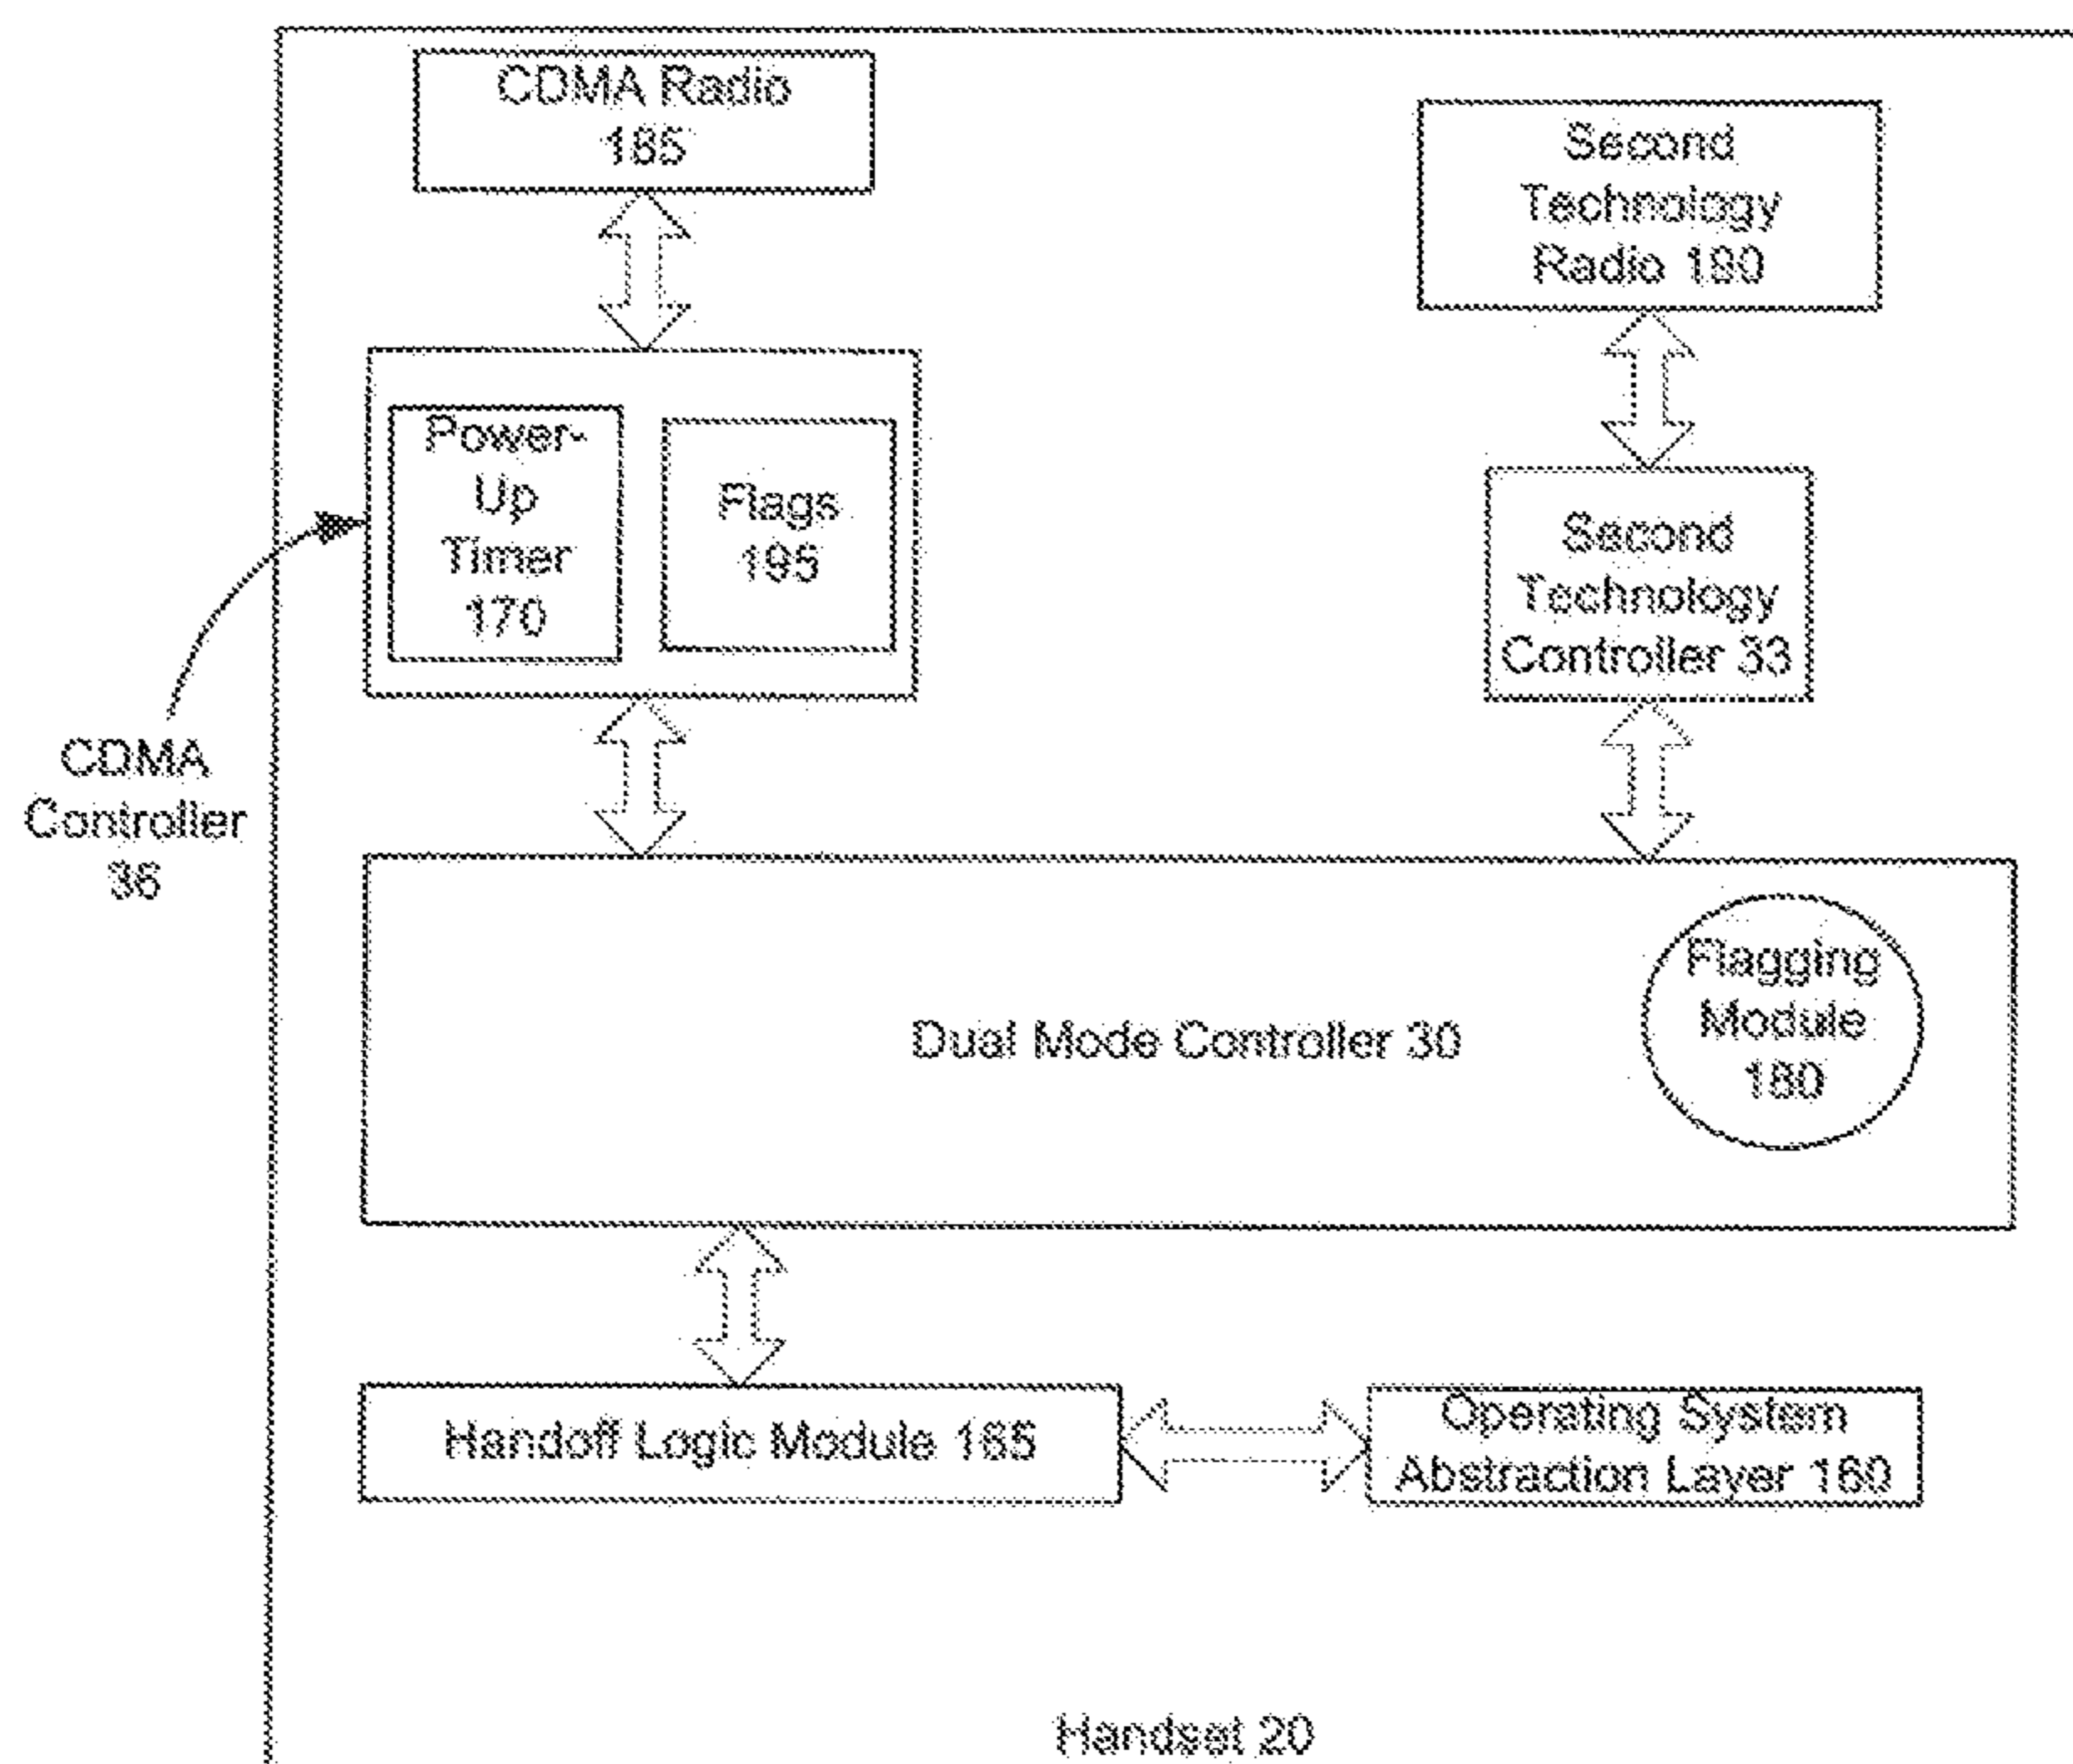 CDMA Radio
185
Second
Technology
Radio 190
Power-
Up
Timer
170
Flags
195
Second
Technology
Controller 33
CDMA
Controller
36
Flagging
Module
180
Dual Mode Controller 30
Handoff Logic Module 165
Operating System
Abstraction Layer 160
Handset 20